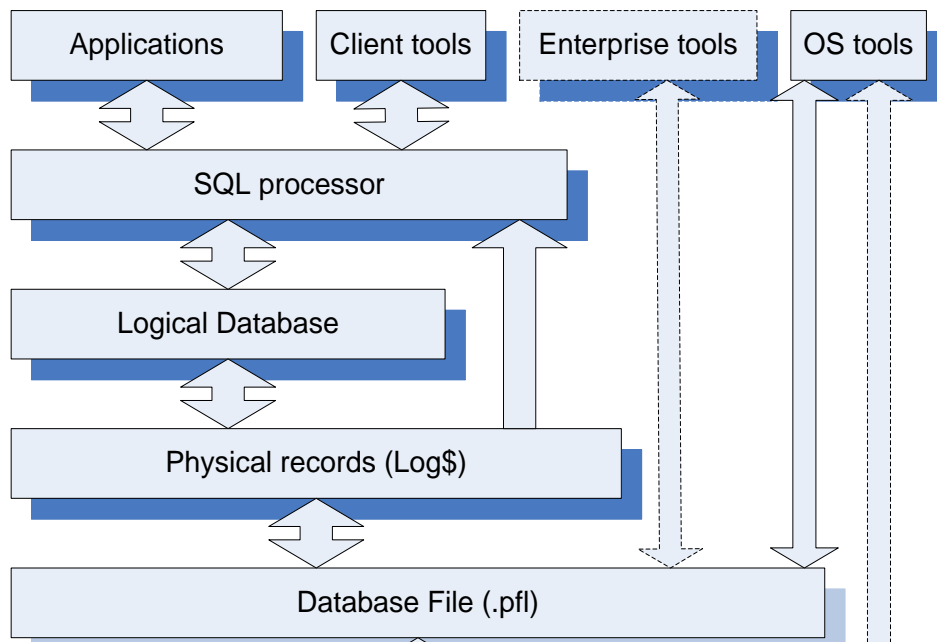 Applications
Client tools
Enterprise tools
OS tools
SQL processor
Logical Database
Physical records (Log$)
Database File (.pfl)